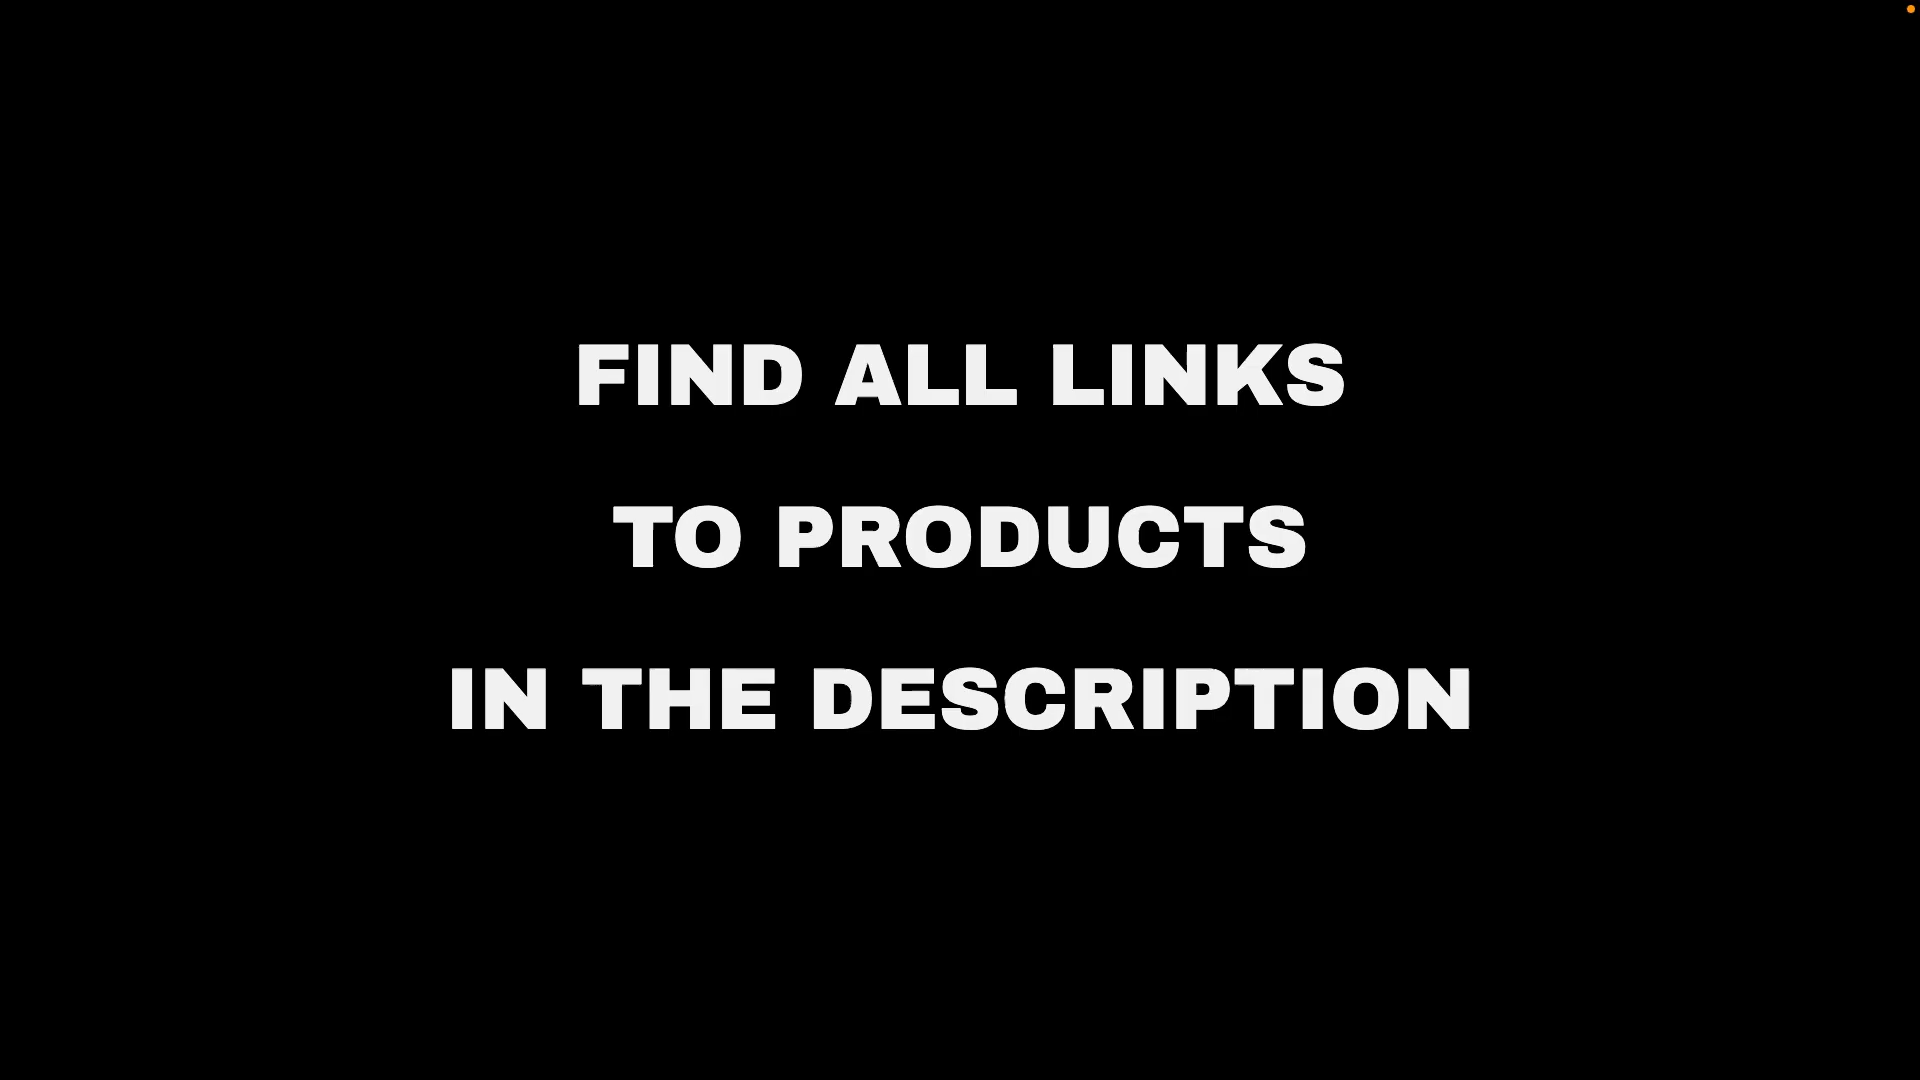 FIND ALL LINKS
TO PRODUCTS
IN THE DESCRIPTION